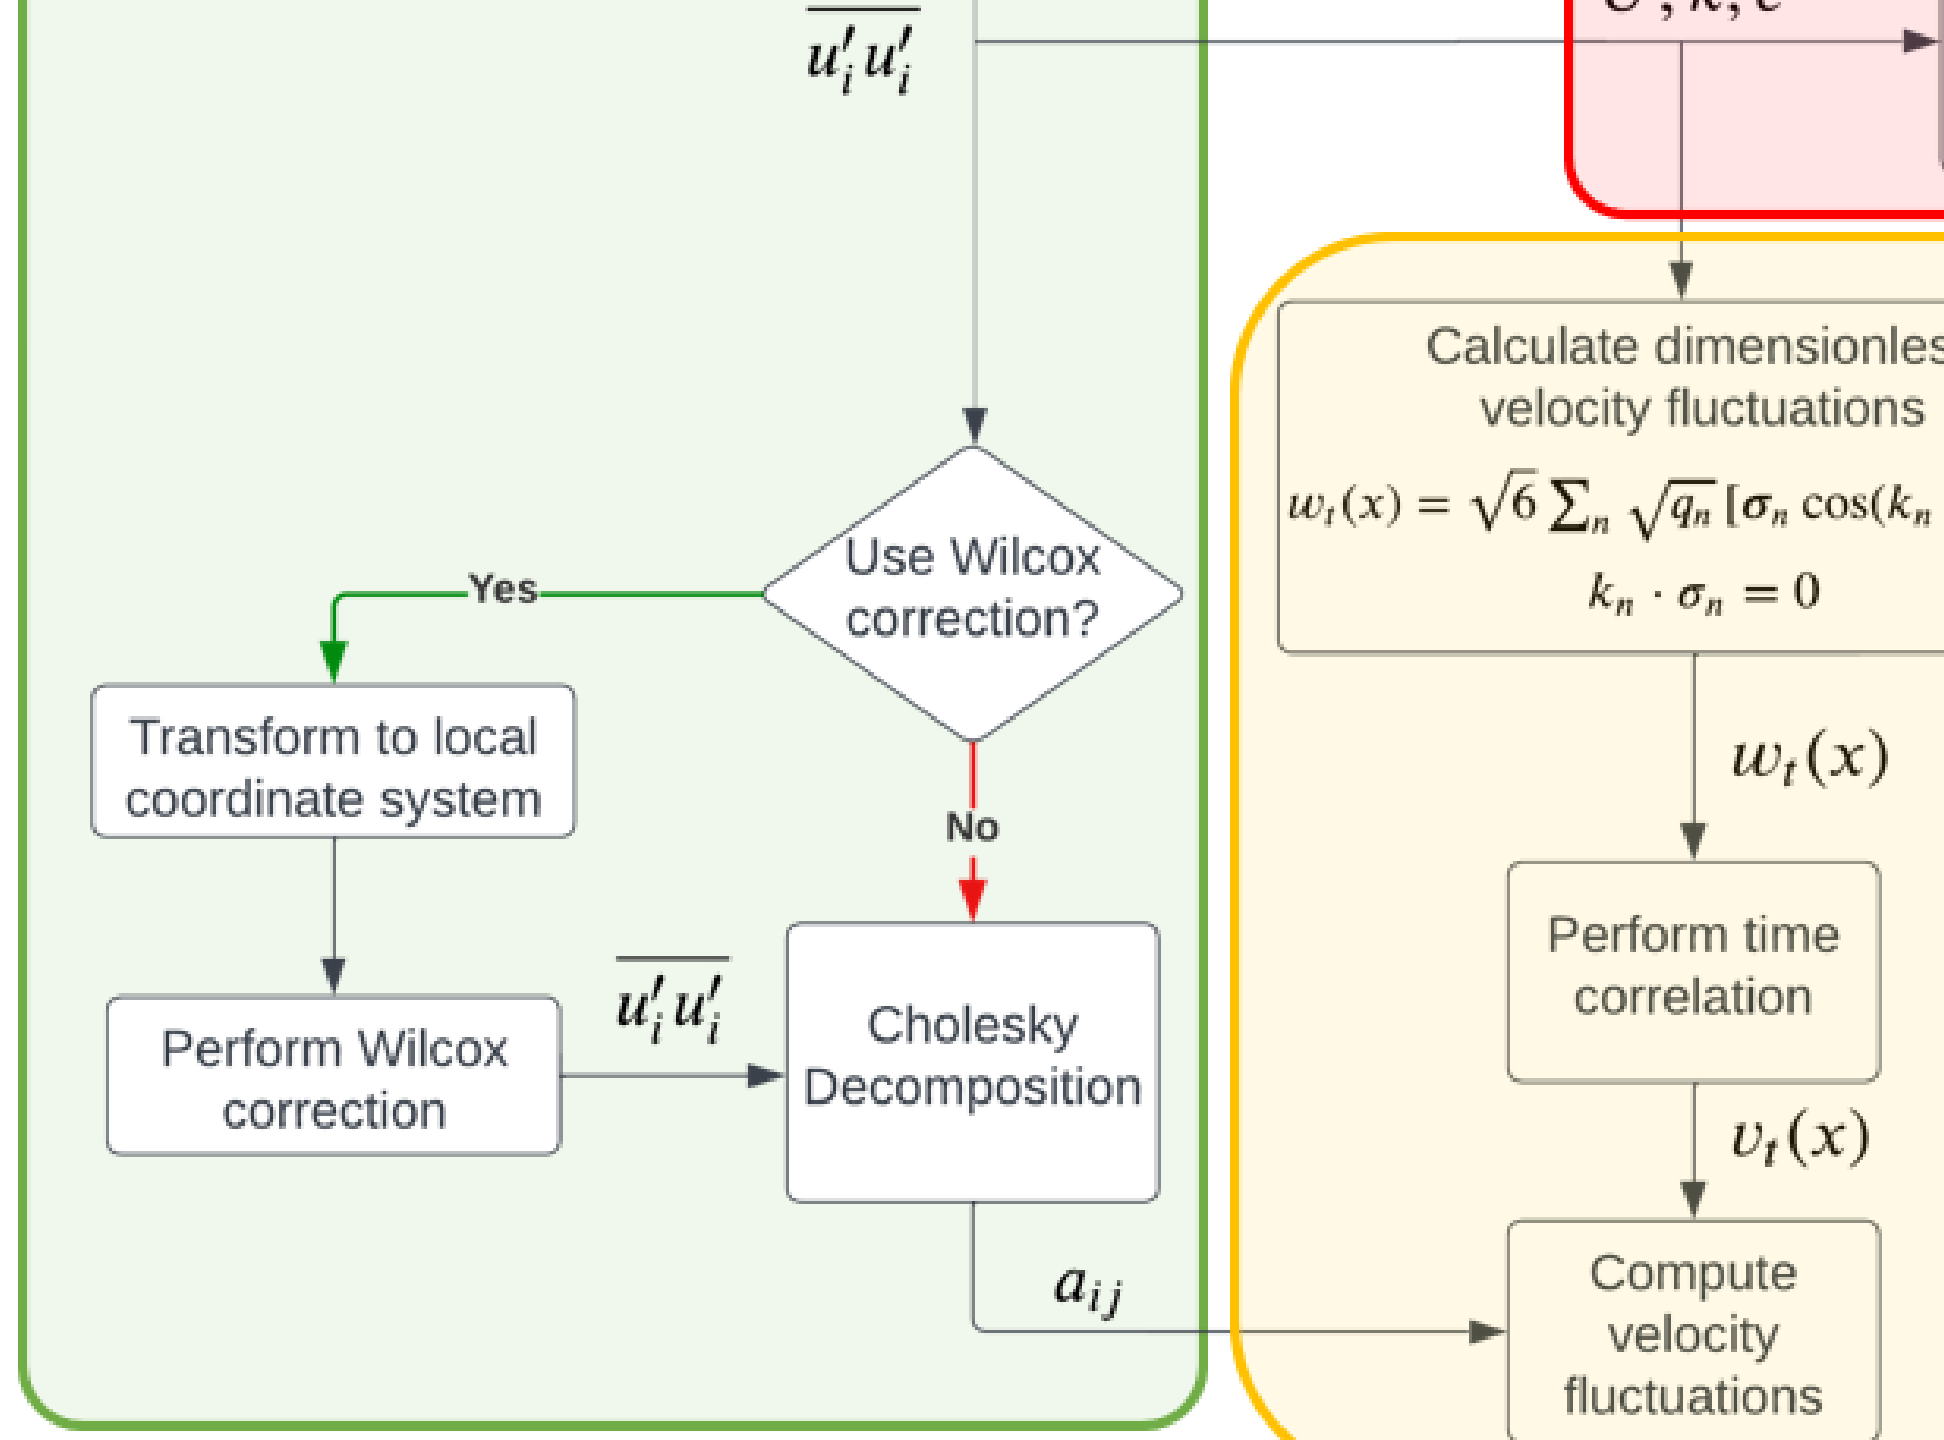 u′ᵢu′ᵢ
Use Wilcox
correction?
Yes
No
Transform to local
coordinate system
Perform Wilcox
correction
u′ᵢu′ᵢ
Cholesky
Decomposition
aᵢⱼ
Calculate
velocity fluctuations
wₜ(x) = √6 ∑ₙ √qₙ [σₙ cos(kₙ
kₙ · σₙ = 0
wₜ(x)
Perform time
correlation
vₜ(x)
Compute
velocity
fluctuations